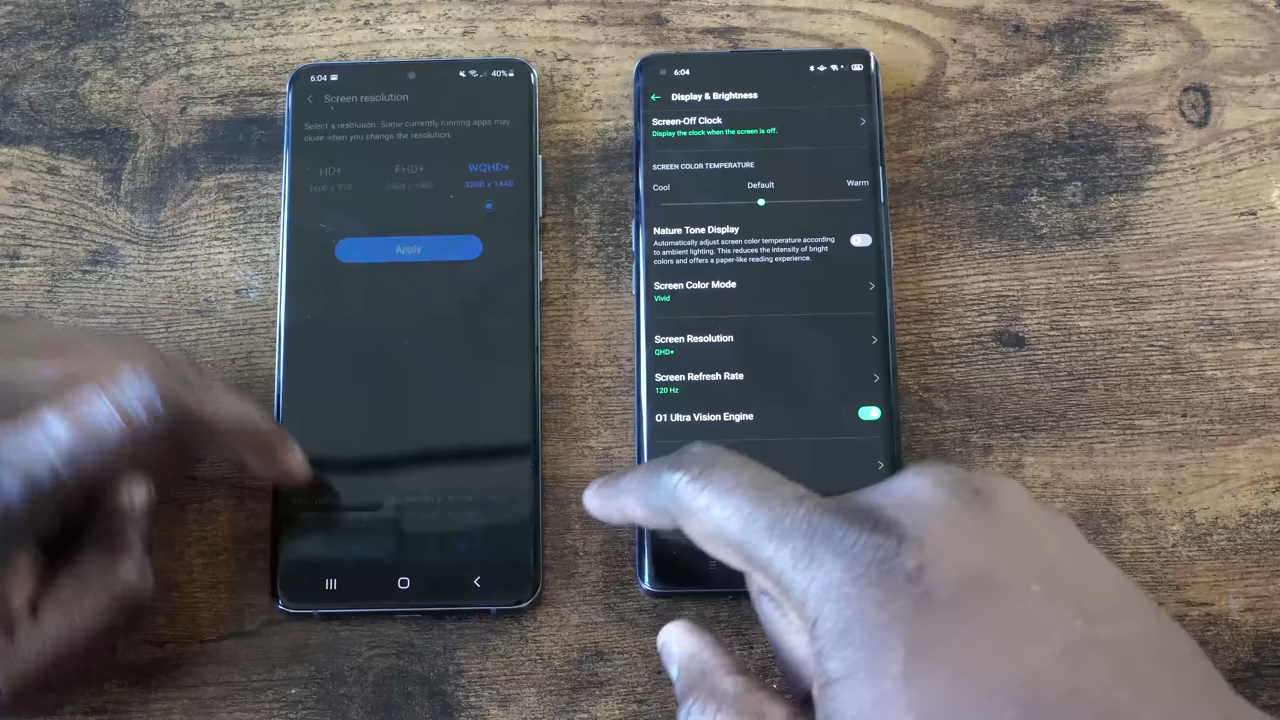 6:04
40%
Screen resolution
Select a resolution. Some currently running apps may
close when you change the resolution.
HD+
FHD+
WQHD+
1600 x 720
2400 x 1080
3200 x 1440
Apply
6:04
Display & Brightness
Screen-Off Clock
Display the clock when the screen is off.
SCREEN COLOR TEMPERATURE
Cool
Default
Warm
Nature Tone Display
Automatically adjust screen color temperature according
to ambient lighting. This reduces the intensity of bright
colors and offers a paper-like reading experience.
Screen Color Mode
Vivid
Screen Resolution
QHD+
Screen Refresh Rate
120 Hz
O1 Ultra Vision Engine